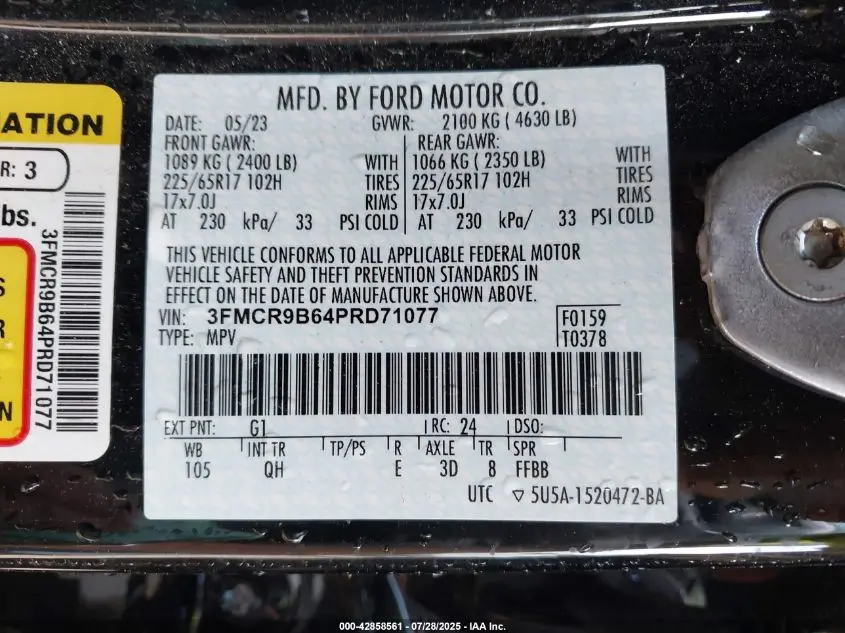 MFD. BY FORD MOTOR CO.
DATE: 05/23 GVWR: 2100 KG ( 4630 LB)
FRONT GAWR: REAR GAWR:
1089 KG ( 2400 LB) WITH 1066 KG ( 2350 LB) WITH
225/65R17 102H TIRES 225/65R17 102H TIRES
17x7.0J RIMS 17x7.0J RIMS
AT 230 kPa/ 33 PSI COLD AT 230 kPa/ 33 PSI COLD
THIS VEHICLE CONFORMS TO ALL APPLICABLE FEDERAL MOTOR
VEHICLE SAFETY AND THEFT PREVENTION STANDARDS IN
EFFECT ON THE DATE OF MANUFACTURE SHOWN ABOVE.
VIN: 3FMCR9B64PRD71077 F0159
TYPE: MPV T0378
EXT PNT: G1 RC: 24 DSO:
WB INT TR TP/PS R AXLE TR SPR
105 QH E 3D 8 FFBB
UTC ▽ 5U5A-1520472-BA
ATION
R: 3
bs.
3FMCR9B64PRD71077
S
R
N
000-42858561 - 07/28/2025 - IAA Inc.